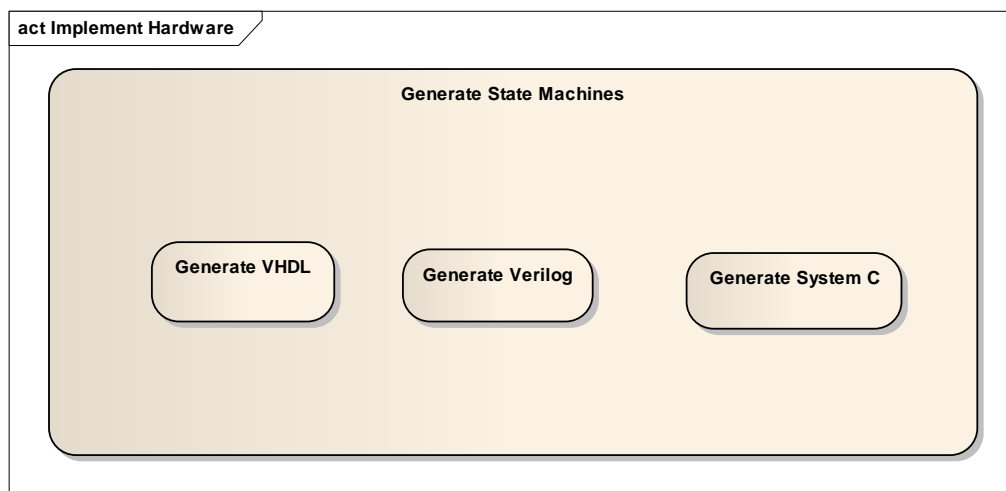 act Implement Hardware
Generate State Machines
Generate VHDL
Generate Verilog
Generate System C